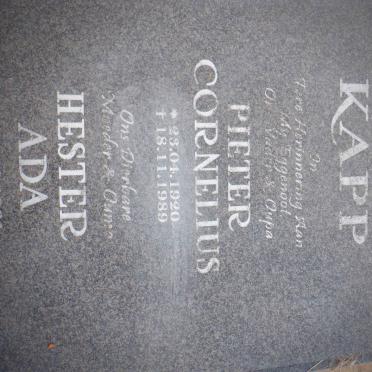 KAPP
In
Tere Herinnering Aan
My Eggenoot
Ons Vader & Oupa
PIETER
CORNELIUS
* 23.04.1920
† 18.11.1989
Ons Dierbare
Moeder & Ouma
HESTER
ADA